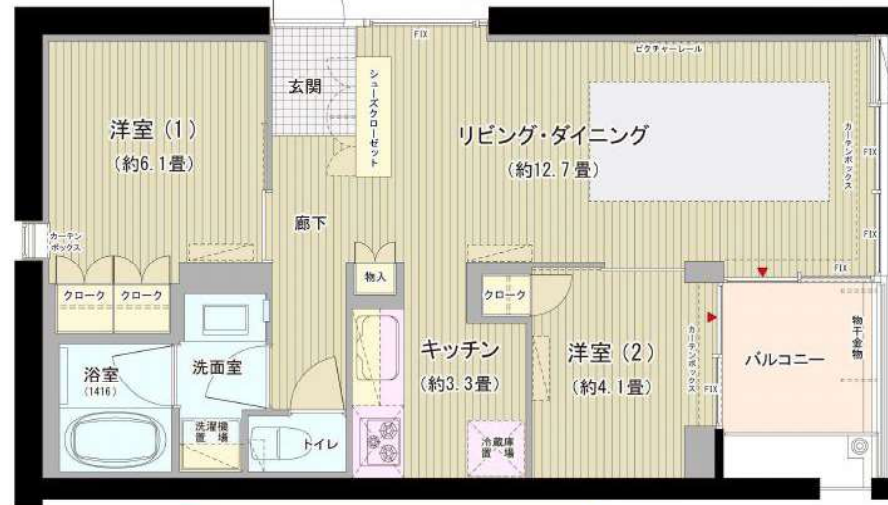 FIX
ピクチャーレール
玄関
シューズクローゼット
洋室 (1)
(約6.1畳)
リビング・ダイニング
(約12.7畳)
カーテンボックス
FIX
廊下
カーテン
ボックス
FIX
FIX
物入
クローク
クローク
クローク
物干金物
キッチン
(約3.3畳)
洋室 (2)
(約4.1畳)
カーテンボックス
FIX
バルコニー
浴室
(1416)
洗面室
洗濯機
置場
トイレ
冷蔵庫
置場